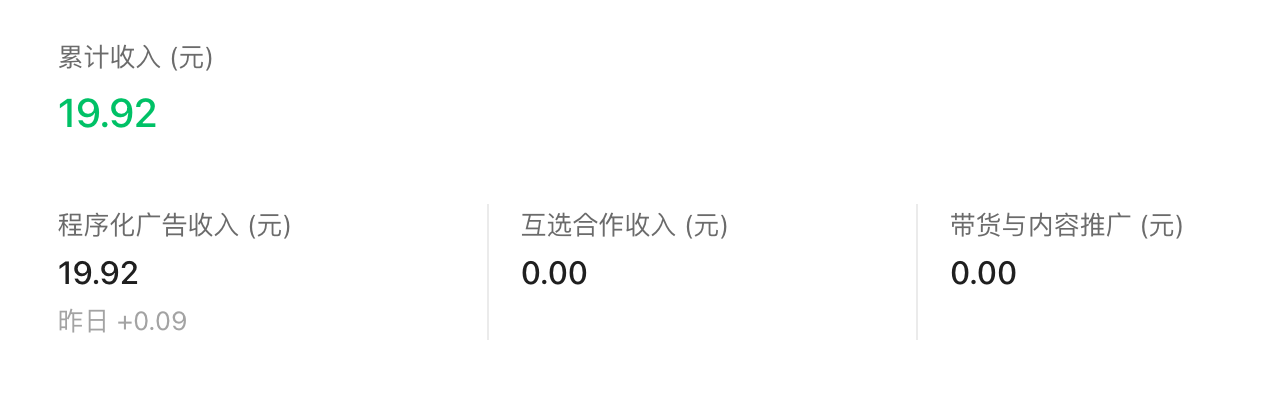 累计收入 (元)
19.92
程序化广告收入 (元)
19.92
昨日 +0.09
互选合作收入 (元)
0.00
带货与内容推广 (元)
0.00